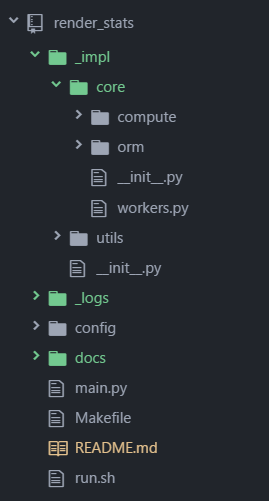 render_stats
_impl
core
compute
orm
__init__.py
workers.py
utils
__init__.py
_logs
config
docs
main.py
Makefile
README.md
run.sh